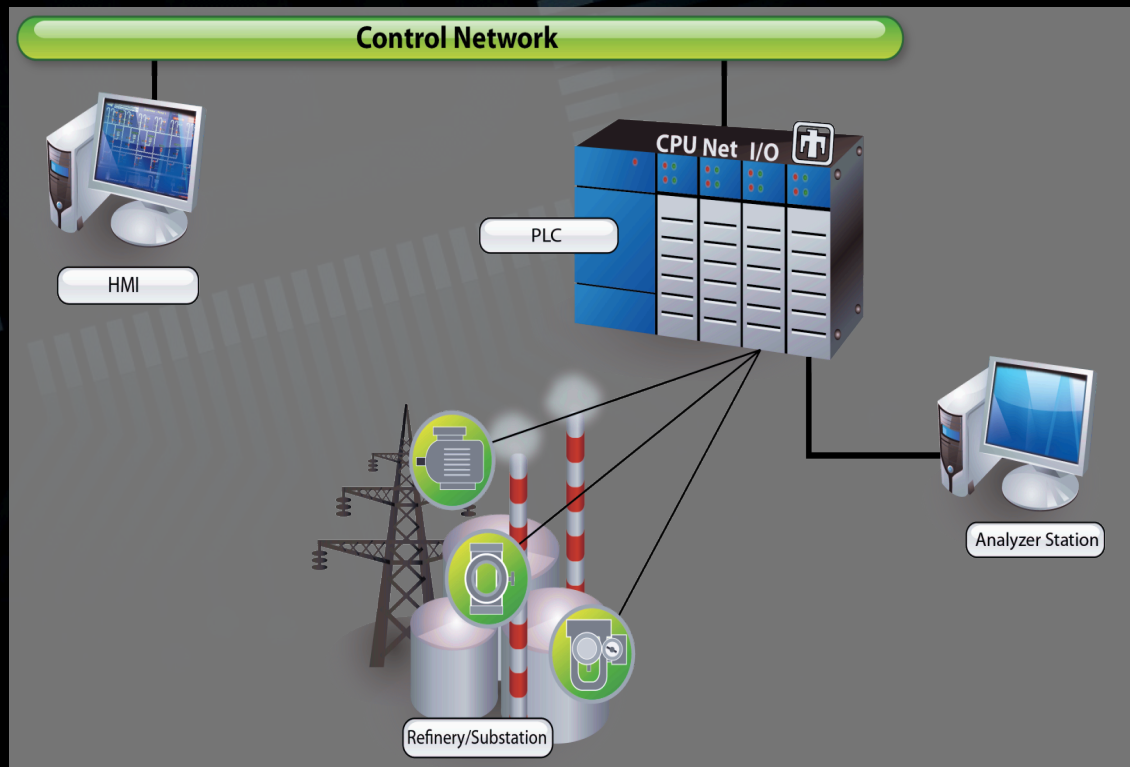 Control Network
CPU Net I/O
PLC
HMI
Analyzer Station
Refinery/Substation